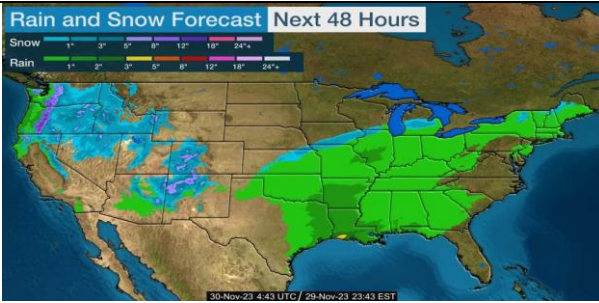 Rain and Snow Forecast Next 48 Hours
Snow 1" 3" 5" 8" 12" 18" 24"+
Rain 1" 2" 3" 5" 8" 12" 18" 24"+
30-Nov-23 4:43 UTC / 29-Nov-23 23:43 EST